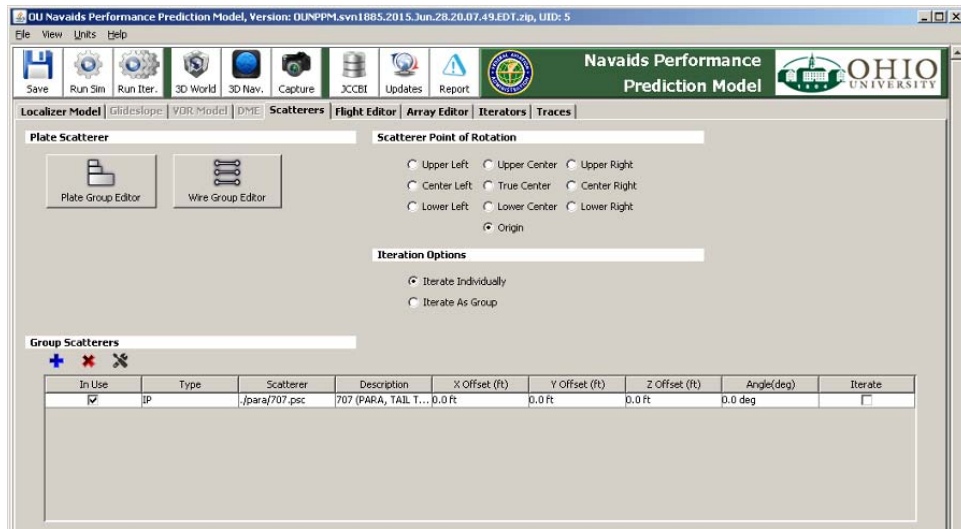 OU Navaids Performance Prediction Model, Version: OUNPPM.svn1885.2015.Jun.28.20.07.49.EDT.zip, UID: 5
File View Units Help
Save Run Sim Run Iter. 3D World 3D Nav. Capture JCCBI Updates Report
Navaids Performance
Prediction Model
OHIO
UNIVERSITY
Localizer Model Glideslope VOR Model DME Scatterers Flight Editor Array Editor Iterators Traces
Plate Scatterer Scatterer Point of Rotation
Plate Group Editor Wire Group Editor
Upper Left Upper Center Upper Right
Center Left True Center Center Right
Lower Left Lower Center Lower Right
Origin
Iteration Options
Iterate Individually
Iterate As Group
Group Scatterers
In Use Type Scatterer Description X Offset (ft) Y Offset (ft) Z Offset (ft) Angle(deg) Iterate
IP ./para/707.psc 707 (PARA, TAIL T... 0.0 ft 0.0 ft 0.0 ft 0.0 deg